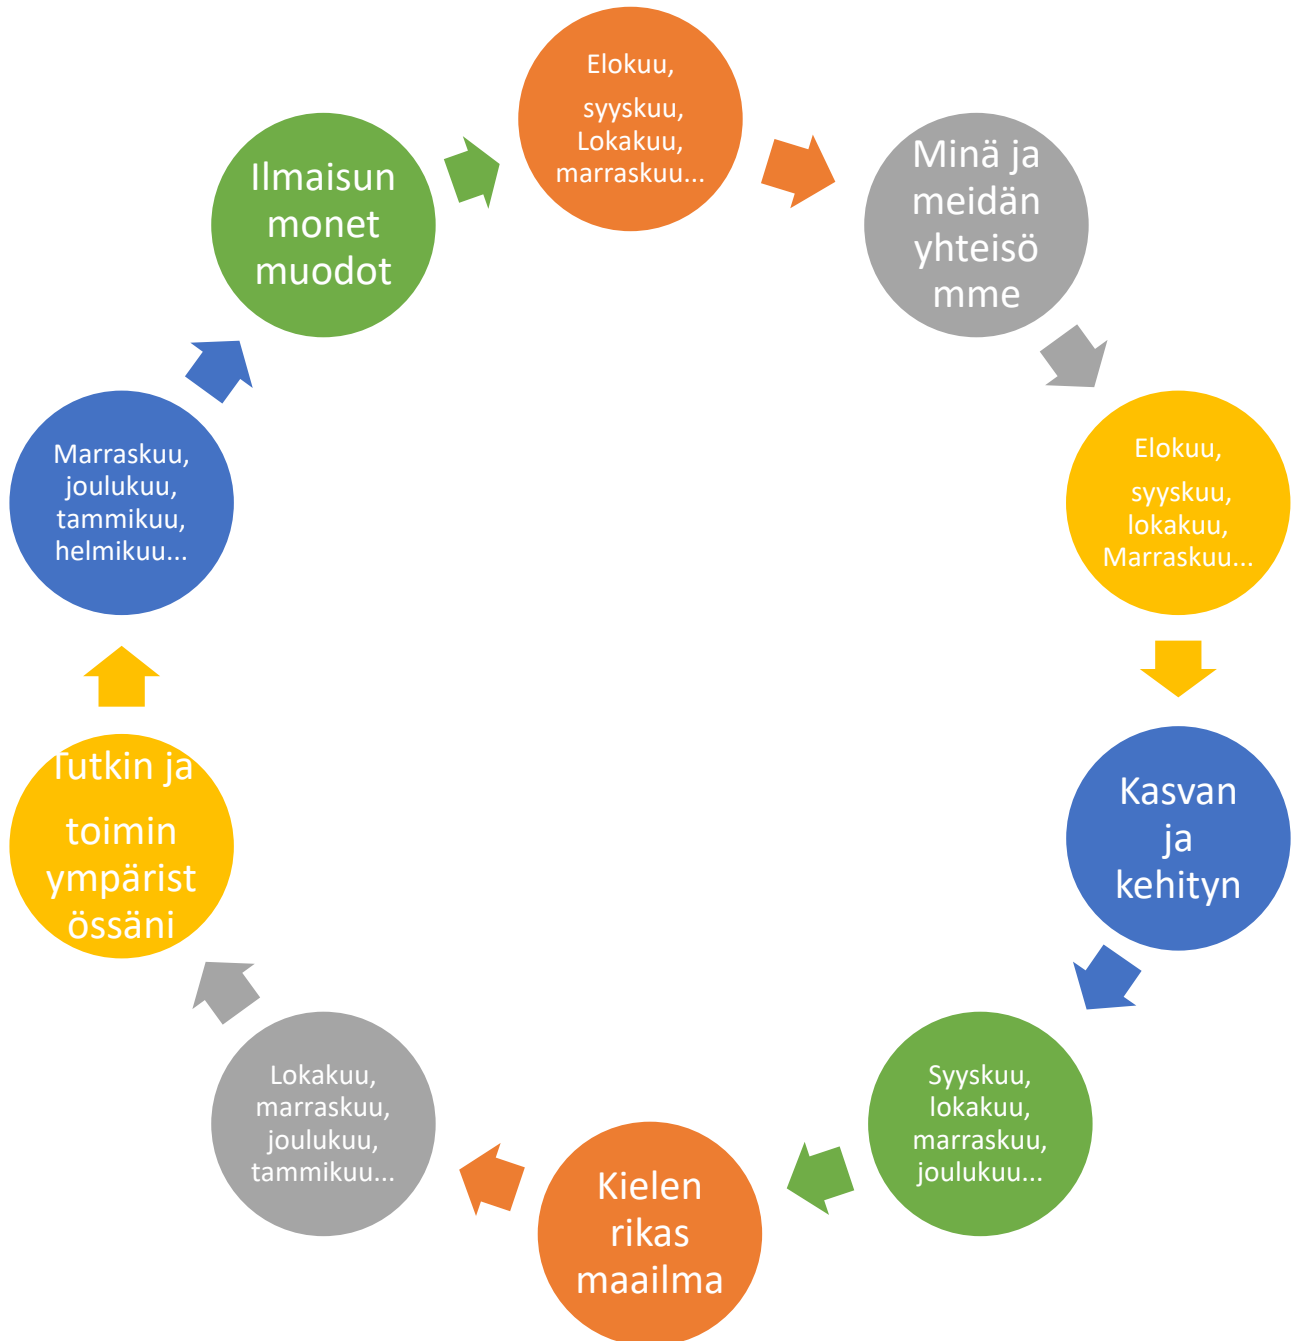 Elokuu,
syyskuu,
Lokakuu,
marraskuu...
Minä ja
meidän
yhteisö
mme
Elokuu,
syyskuu,
lokakuu,
Marraskuu...
Kasvan
ja
kehityn
Syyskuu,
lokakuu,
marraskuu,
joulukuu...
Kielen
rikas
maailma
Lokakuu,
marraskuu,
joulukuu,
tammikuu...
Tutkin ja
toimin
ympärist
össäni
Marraskuu,
joulukuu,
tammikuu,
helmikuu...
Ilmaisun
monet
muodot